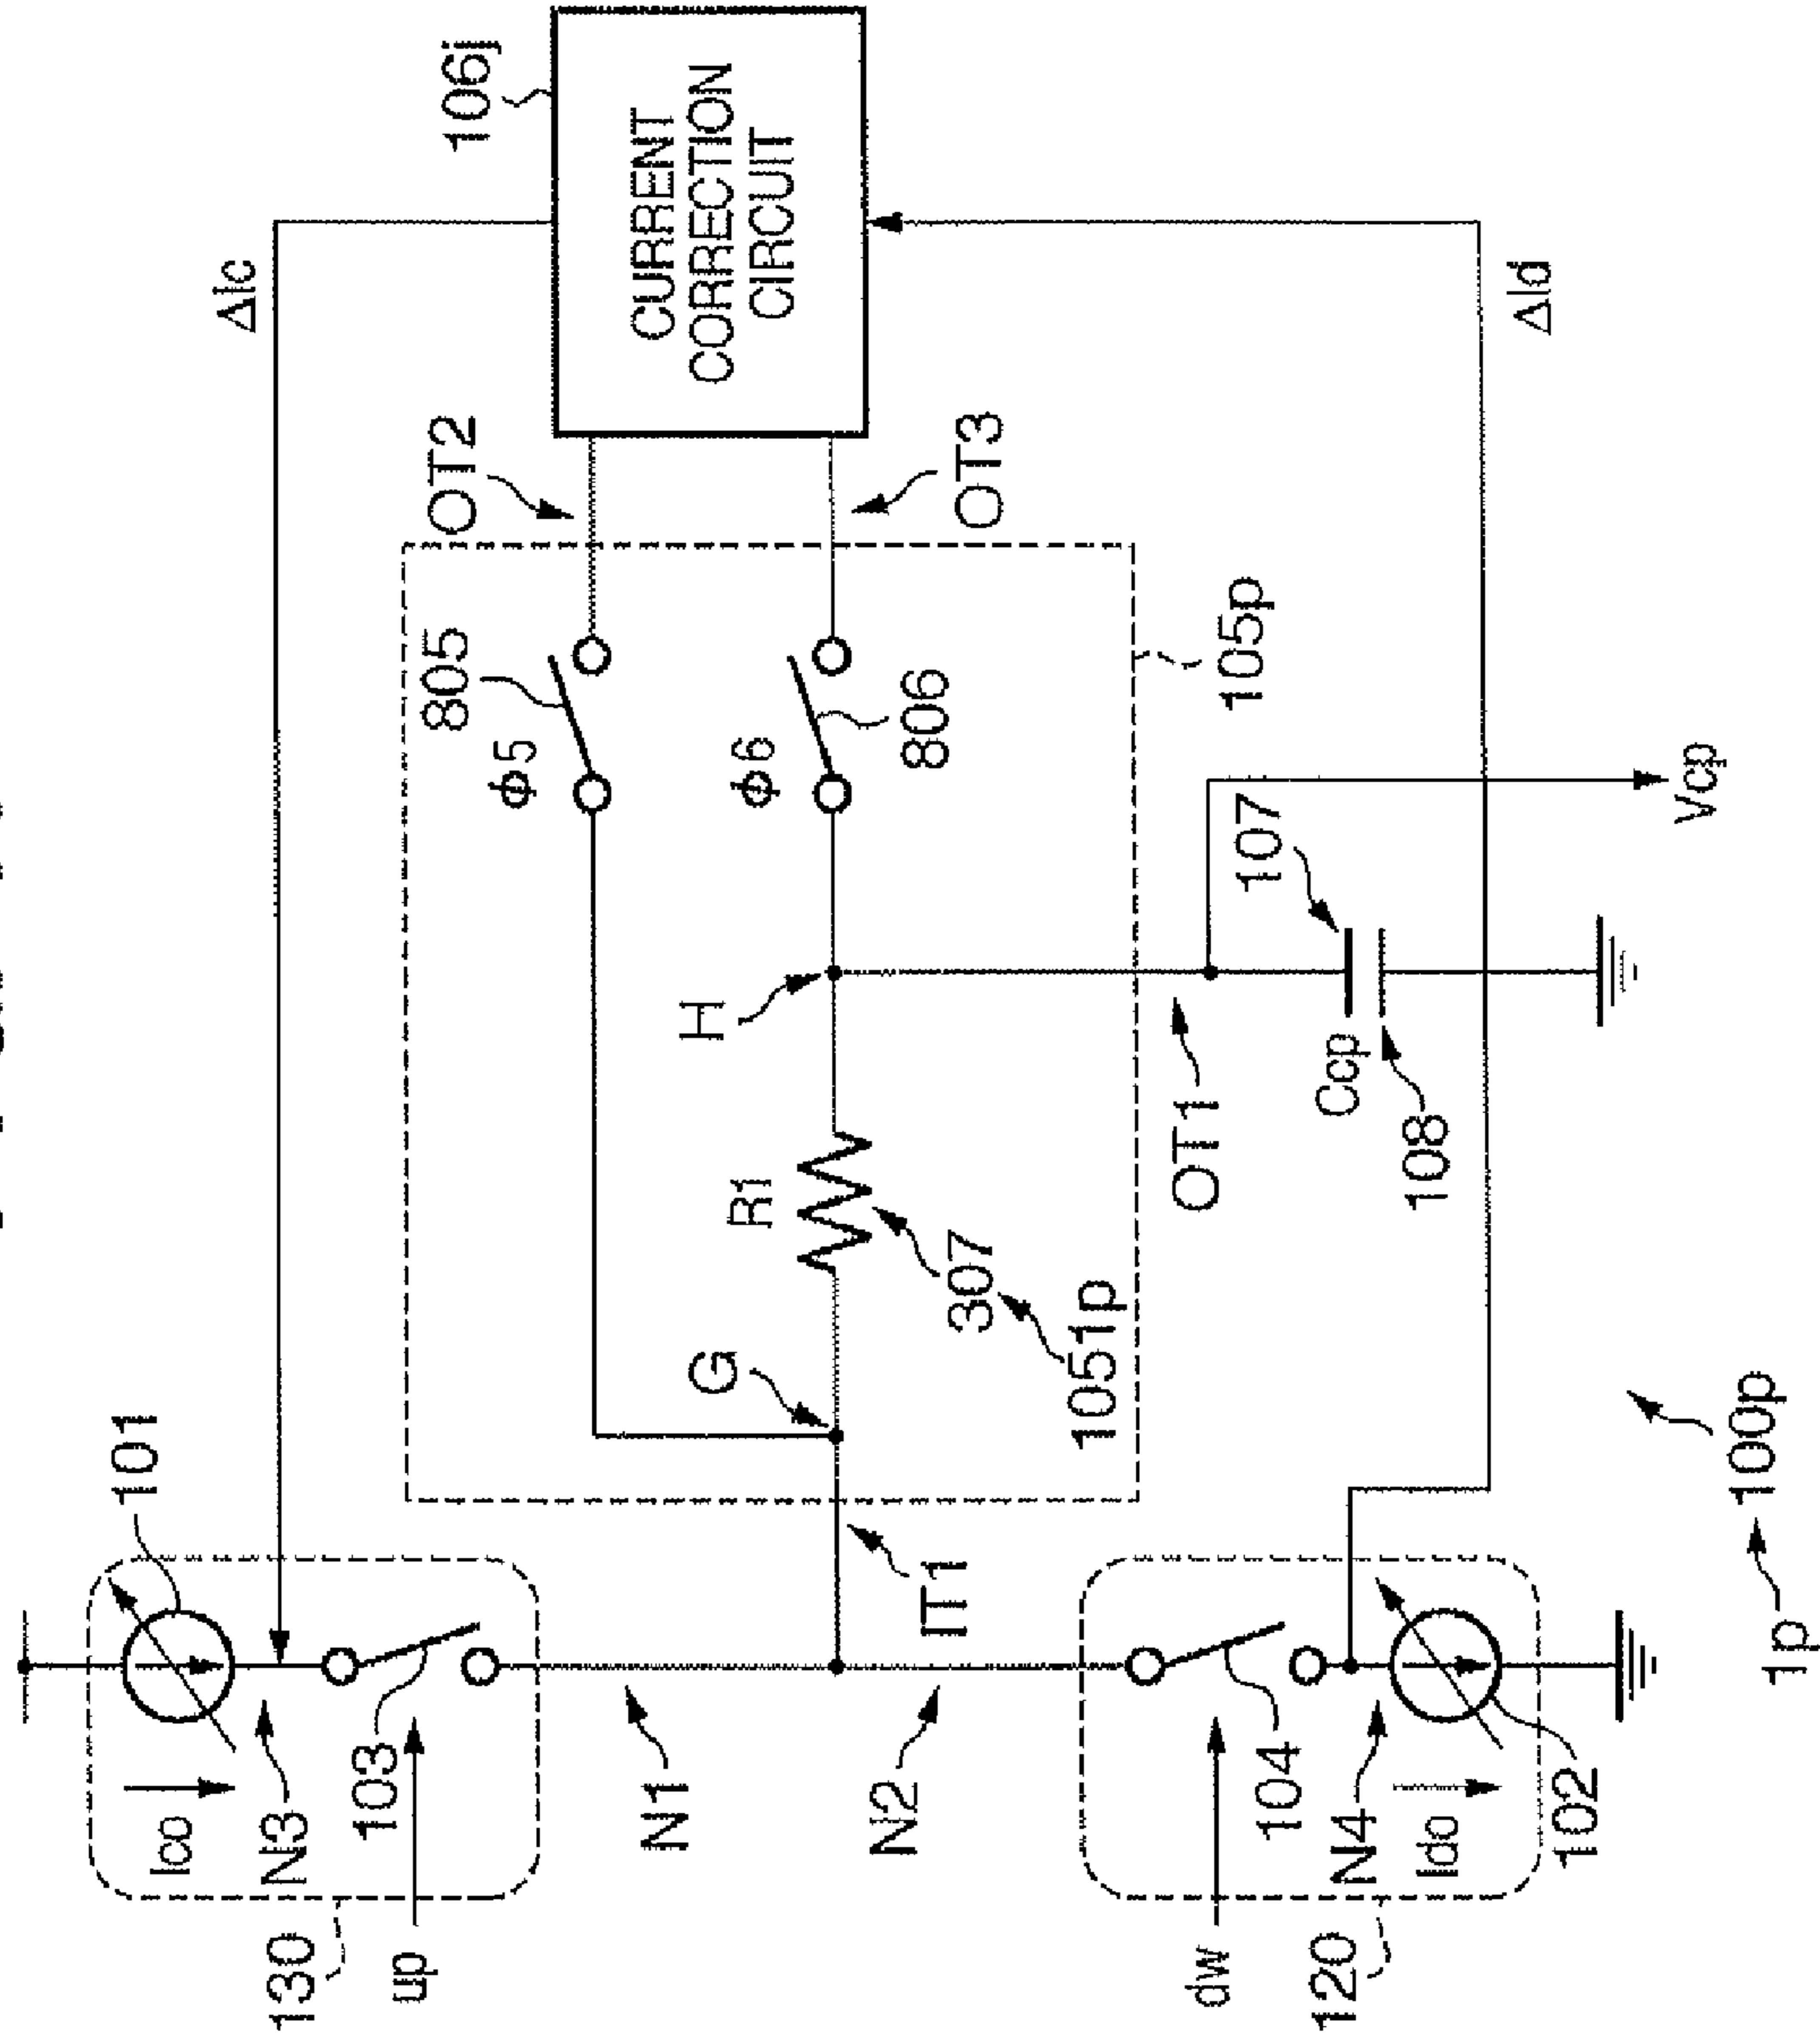 106j
CURRENT
CORRECTION
CIRCUIT
ΔIc
ΔId
OT2
OT3
805
ϕ5
ϕ6
806
105p
H
R1
307
1051p
G
OT1
107
Ccp
108
Vcp
101
Ico
N3
103
130
up
N1
IT1
N2
dw
104
N4
Ido
102
120
1p
100p